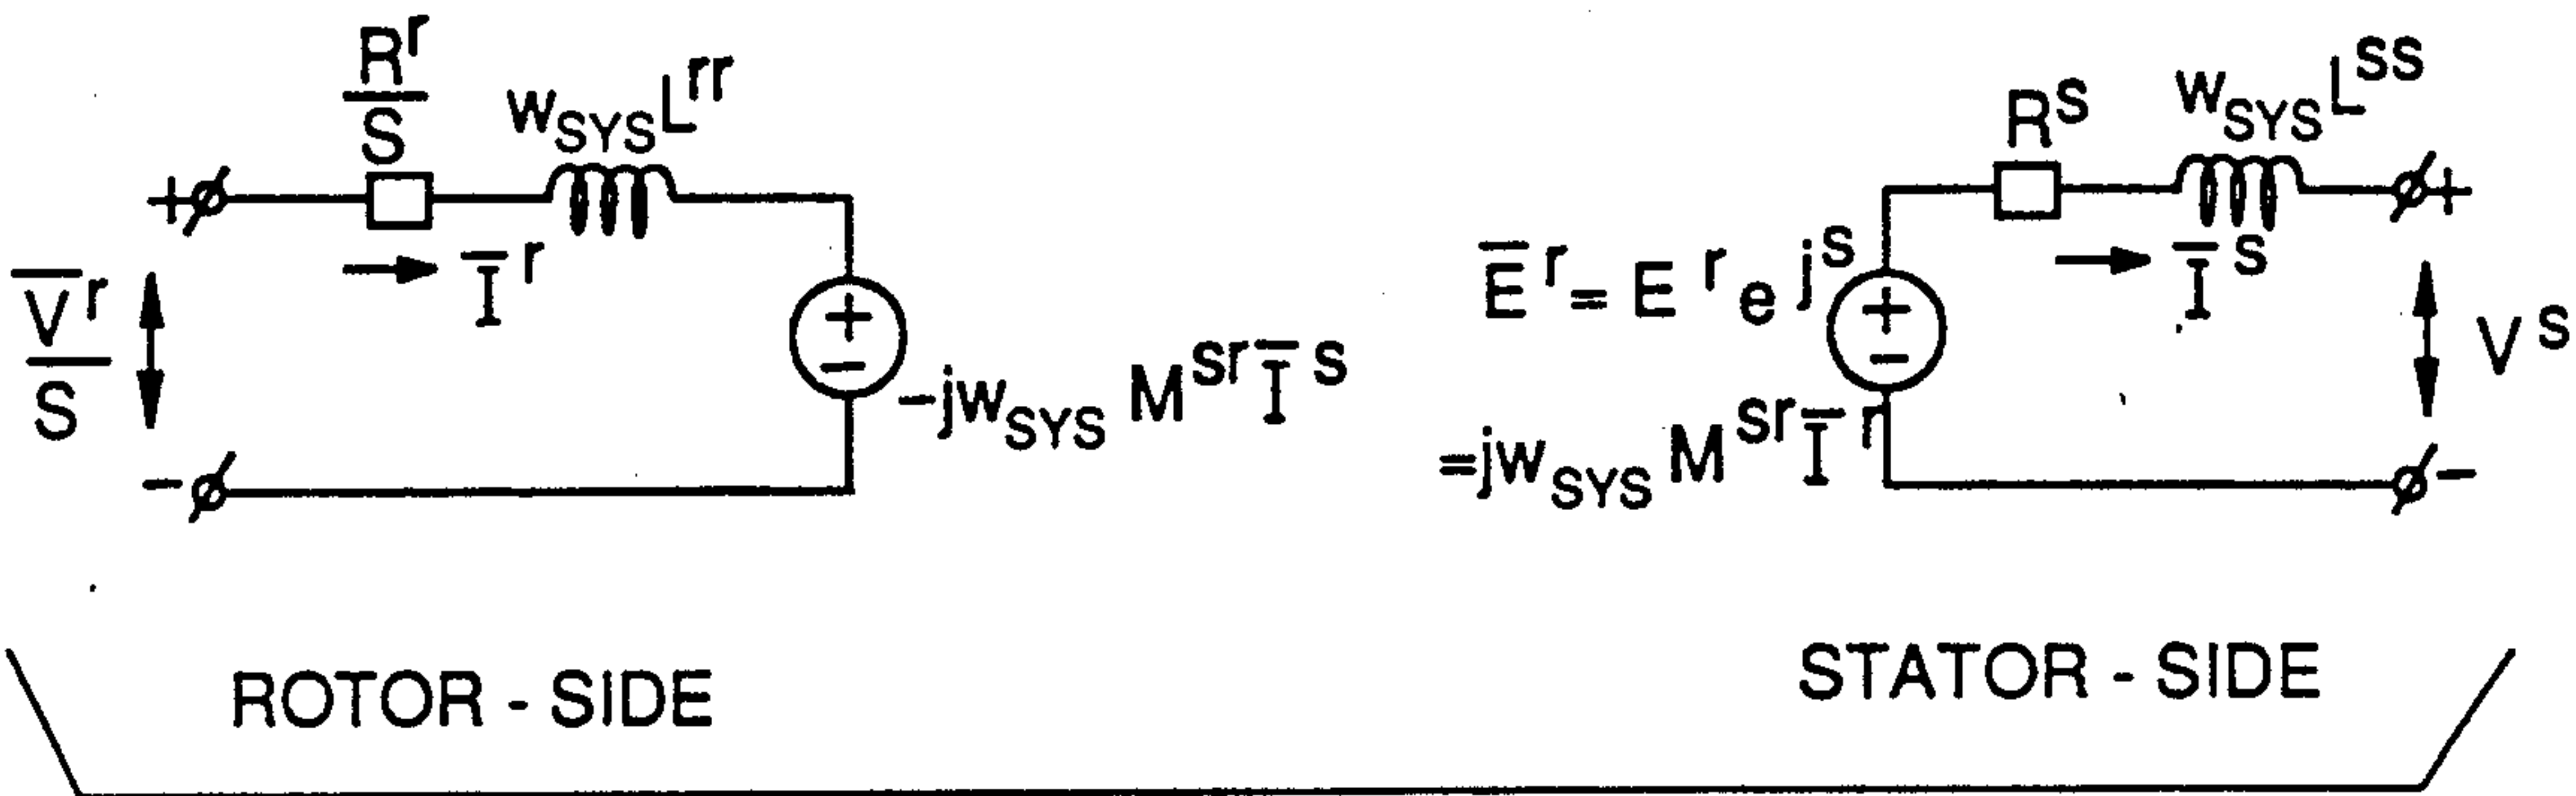 R^r
S
w_SYS L^rr
+
I̅^r
V̅^r
S
+
−
-jw_SYS M^sr I̅^s
-
R^s
w_SYS L^ss
+
I̅^s
E̅^r = E^r e^js
+
−
V^s
=jw_SYS M^sr I̅^r
-
ROTOR - SIDE
STATOR - SIDE